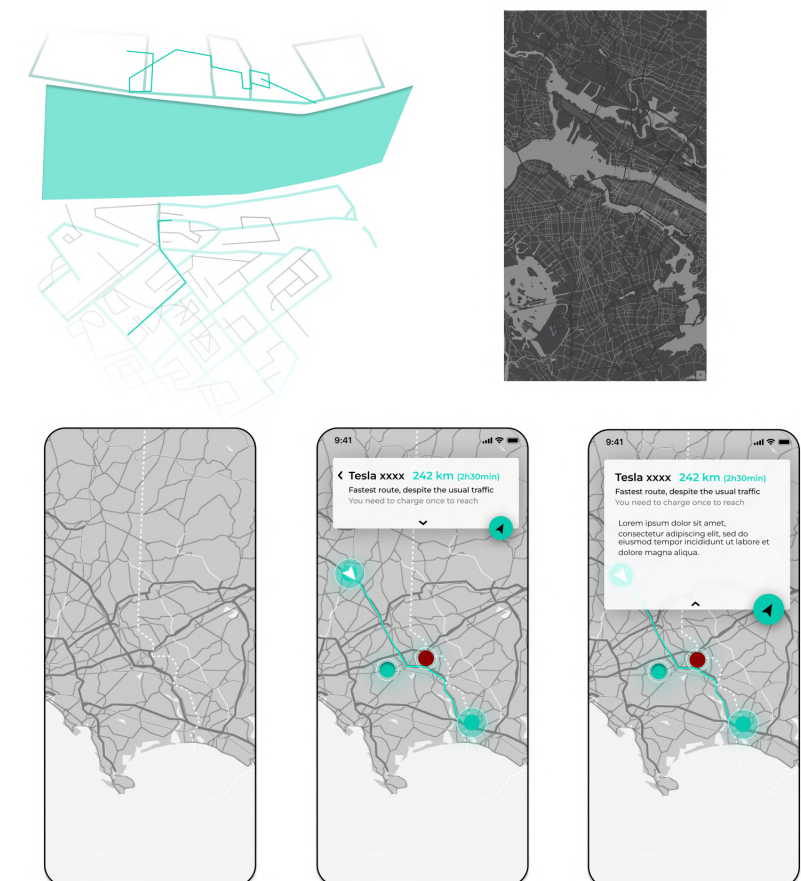 9:41
Tesla xxxx 242 km (2h30min)
Fastest route, despite the usual traffic
You need to charge once to reach
9:41
Tesla xxxx 242 km (2h30min)
Fastest route, despite the usual traffic
You need to charge once to reach
Lorem ipsum dolor sit amet,
consectetur adipiscing elit, sed do
eiusmod tempor incididunt ut labore et
dolore magna aliqua.